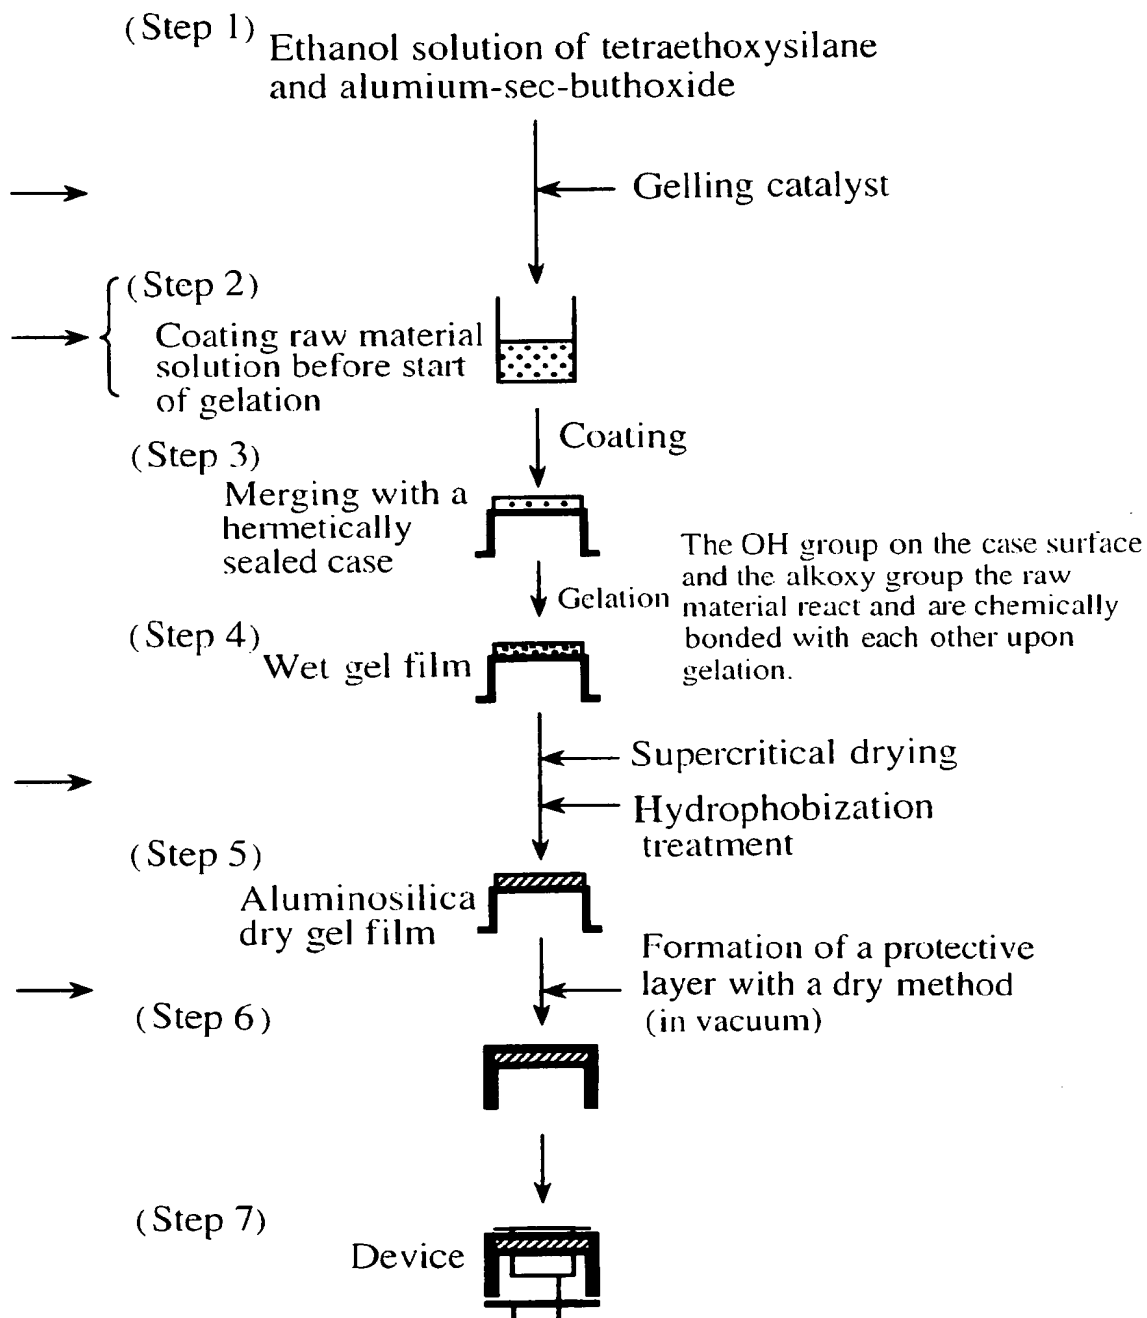 (Step 1)
Ethanol solution of tetraethoxysilane
and alumium-sec-buthoxide
Gelling catalyst
(Step 2)
Coating raw material
solution before start
of gelation
Coating
(Step 3)
Merging with a
hermetically
sealed case
Gelation
The OH group on the case surface
and the alkoxy group the raw
material react and are chemically
bonded with each other upon
gelation.
(Step 4)
Wet gel film
Supercritical drying
Hydrophobization
treatment
(Step 5)
Aluminosilica
dry gel film
Formation of a protective
layer with a dry method
(in vacuum)
(Step 6)
(Step 7)
Device